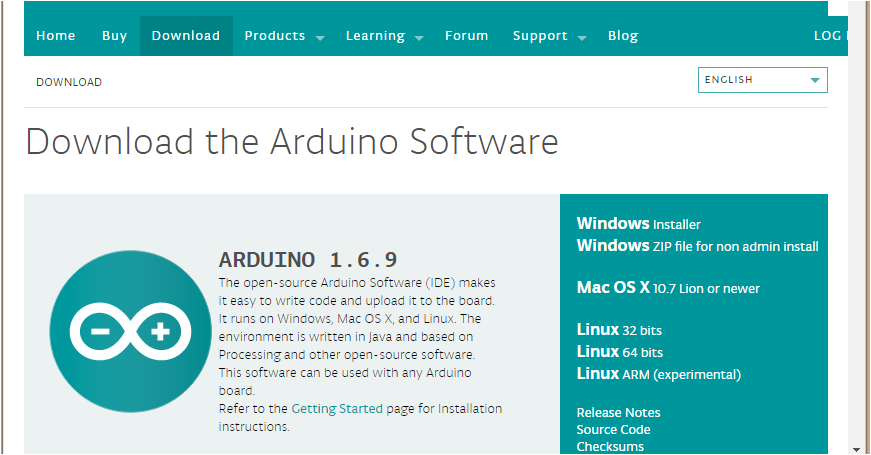 Home Buy Download Products Learning Forum Support Blog LOG
DOWNLOAD
ENGLISH
Download the Arduino Software
ARDUINO 1.6.9
The open-source Arduino Software (IDE) makes
it easy to write code and upload it to the board.
It runs on Windows, Mac OS X, and Linux. The
environment is written in Java and based on
Processing and other open-source software.
This software can be used with any Arduino
board.
Refer to the Getting Started page for Installation
instructions.
Windows Installer
Windows ZIP file for non admin install
Mac OS X 10.7 Lion or newer
Linux 32 bits
Linux 64 bits
Linux ARM (experimental)
Release Notes
Source Code
Checksums